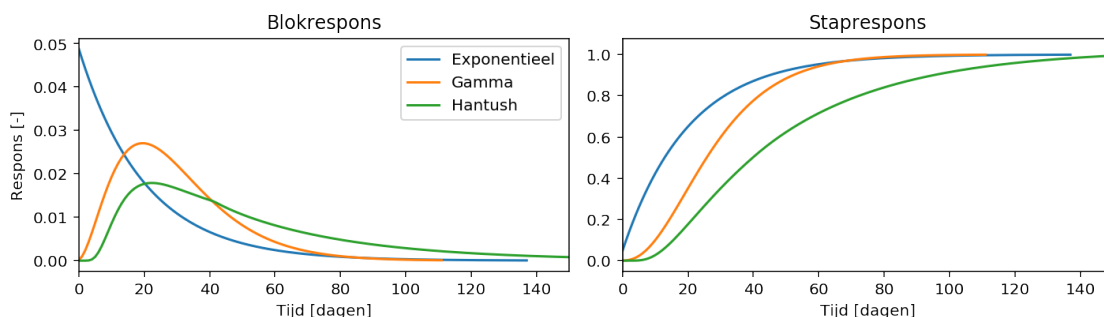 Blokrespons
Respons [-]
0.05
0.04
0.03
0.02
0.01
0.00
Exponentieel
Gamma
Hantush
0 20 40 60 80 100 120 140
Tijd [dagen]
Staprespons
1.0
0.8
0.6
0.4
0.2
0.0
0 20 40 60 80 100 120 140
Tijd [dagen]